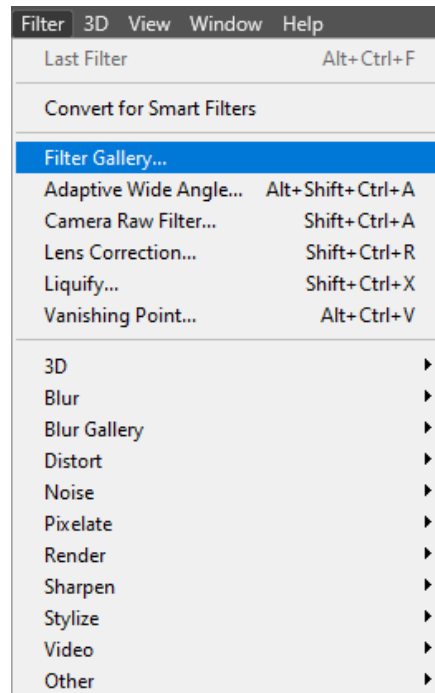 Filter 3D View Window Help
Last Filter Alt+Ctrl+F
Convert for Smart Filters
Filter Gallery...
Adaptive Wide Angle... Alt+Shift+Ctrl+A
Camera Raw Filter... Shift+Ctrl+A
Lens Correction... Shift+Ctrl+R
Liquify... Shift+Ctrl+X
Vanishing Point... Alt+Ctrl+V
3D
Blur
Blur Gallery
Distort
Noise
Pixelate
Render
Sharpen
Stylize
Video
Other